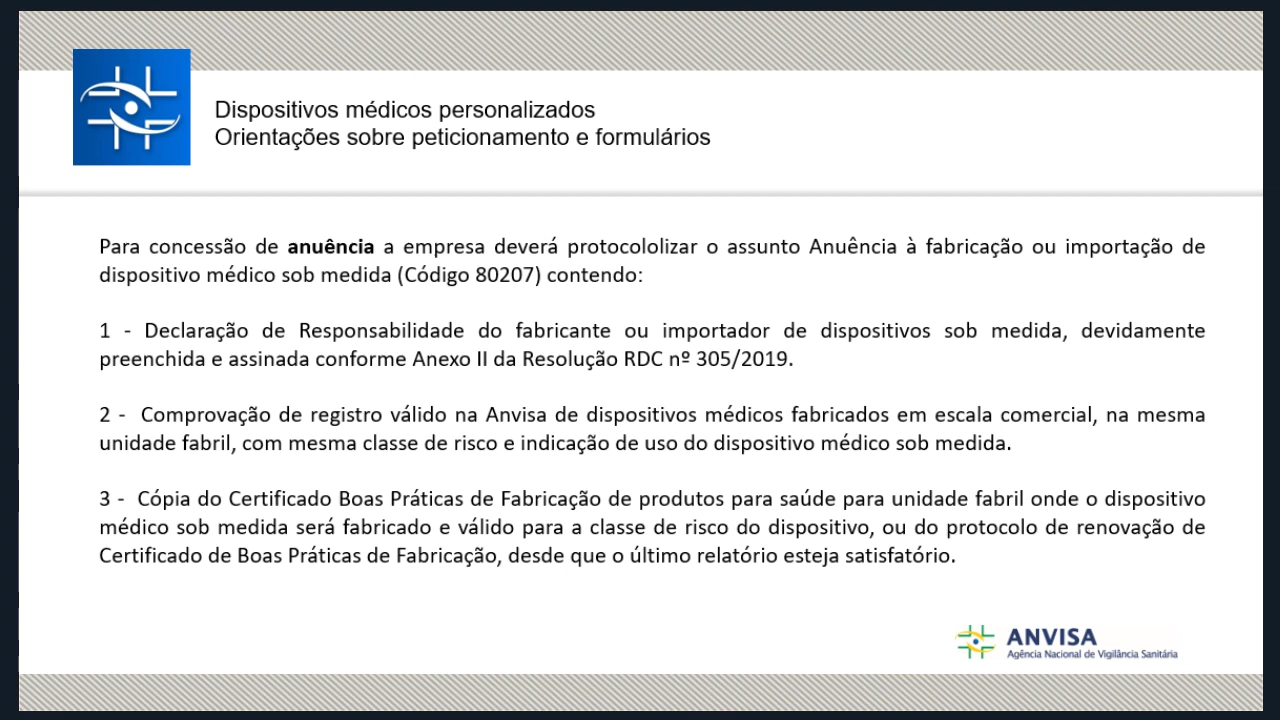 Dispositivos médicos personalizados
Orientações sobre peticionamento e formulários
Para concessão de anuência a empresa deverá protocololizar o assunto Anuência à fabricação ou importação de
dispositivo médico sob medida (Código 80207) contendo:
1 - Declaração de Responsabilidade do fabricante ou importador de dispositivos sob medida, devidamente
preenchida e assinada conforme Anexo II da Resolução RDC nº 305/2019.
2 - Comprovação de registro válido na Anvisa de dispositivos médicos fabricados em escala comercial, na mesma
unidade fabril, com mesma classe de risco e indicação de uso do dispositivo médico sob medida.
3 - Cópia do Certificado Boas Práticas de Fabricação de produtos para saúde para unidade fabril onde o dispositivo
médico sob medida será fabricado e válido para a classe de risco do dispositivo, ou do protocolo de renovação de
Certificado de Boas Práticas de Fabricação, desde que o último relatório esteja satisfatório.
ANVISA
Agência Nacional de Vigilância Sanitária